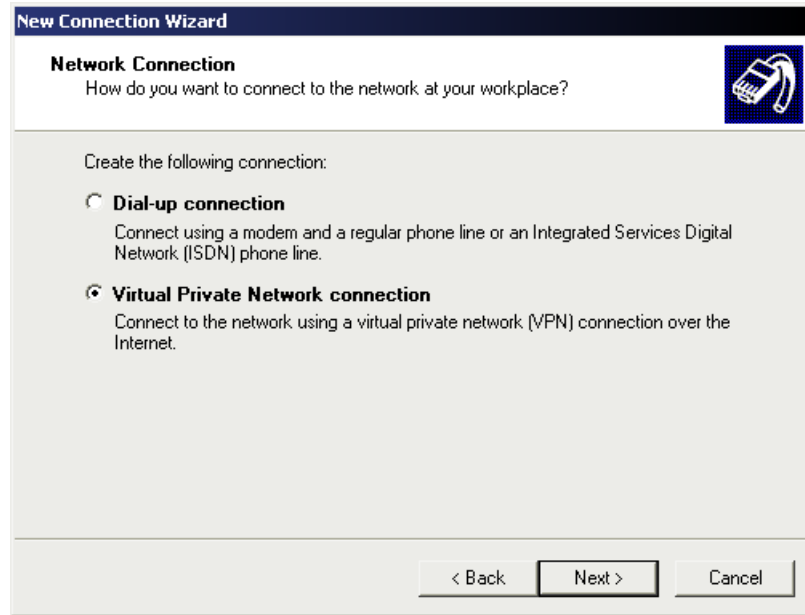 New Connection Wizard
Network Connection
How do you want to connect to the network at your workplace?
Create the following connection:
Dial-up connection
Connect using a modem and a regular phone line or an Integrated Services Digital
Network (ISDN) phone line.
Virtual Private Network connection
Connect to the network using a virtual private network (VPN) connection over the
Internet.
< Back Next > Cancel